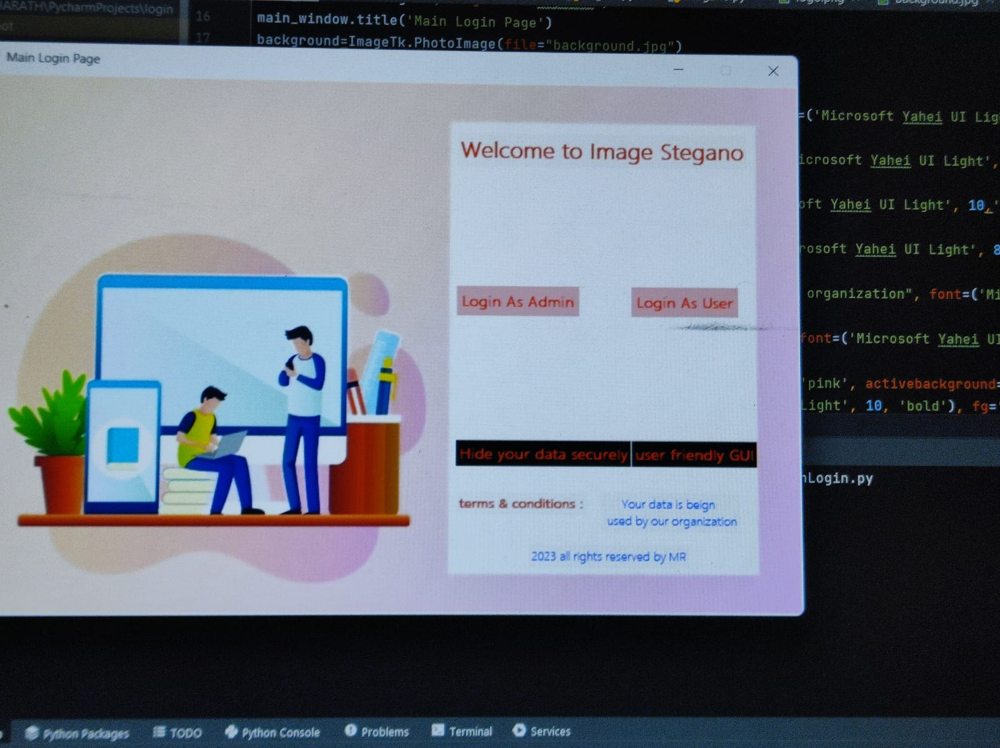 ARATH\PycharmProjects\login
16 main_window.title('Main Login Page')
17 background=ImageTk.PhotoImage(file="background.jpg")
Main Login Page
=('Microsoft Yahei UI Lig
Welcome to Image Stegano
icrosoft Yahei UI Light',
oft Yahei UI Light', 10,'
rosoft Yahei UI Light', 8
Login As Admin
Login As User
organization", font=('Mi
font=('Microsoft Yahei UI
'pink', activebackground=
Light', 10, 'bold'), fg=
Hide your data securely
user friendly GUI
nLogin.py
terms & conditions :
Your data is beign
used by our organization
2023 all rights reserved by MR
Python Packages
TODO
Python Console
Problems
Terminal
Services